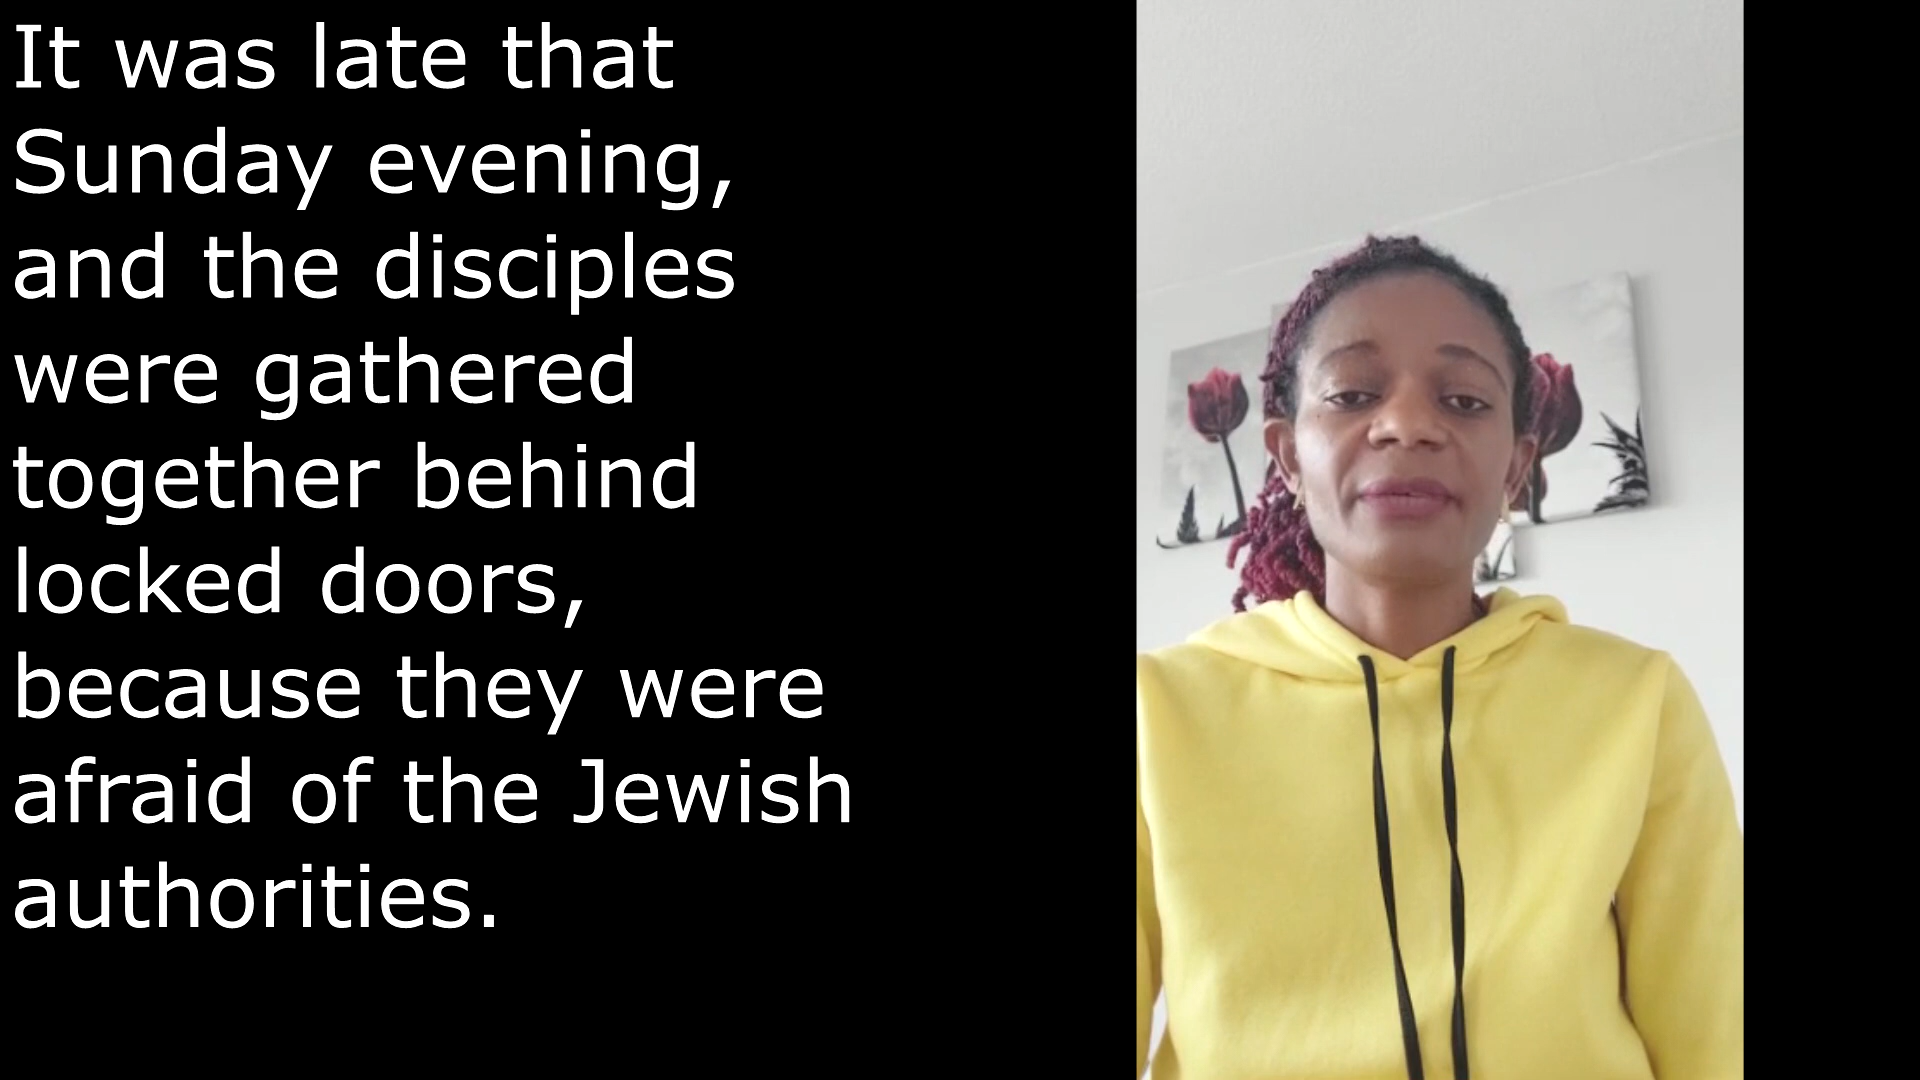 It was late that
Sunday evening,
and the disciples
were gathered
together behind
locked doors,
because they were
afraid of the Jewish
authorities.